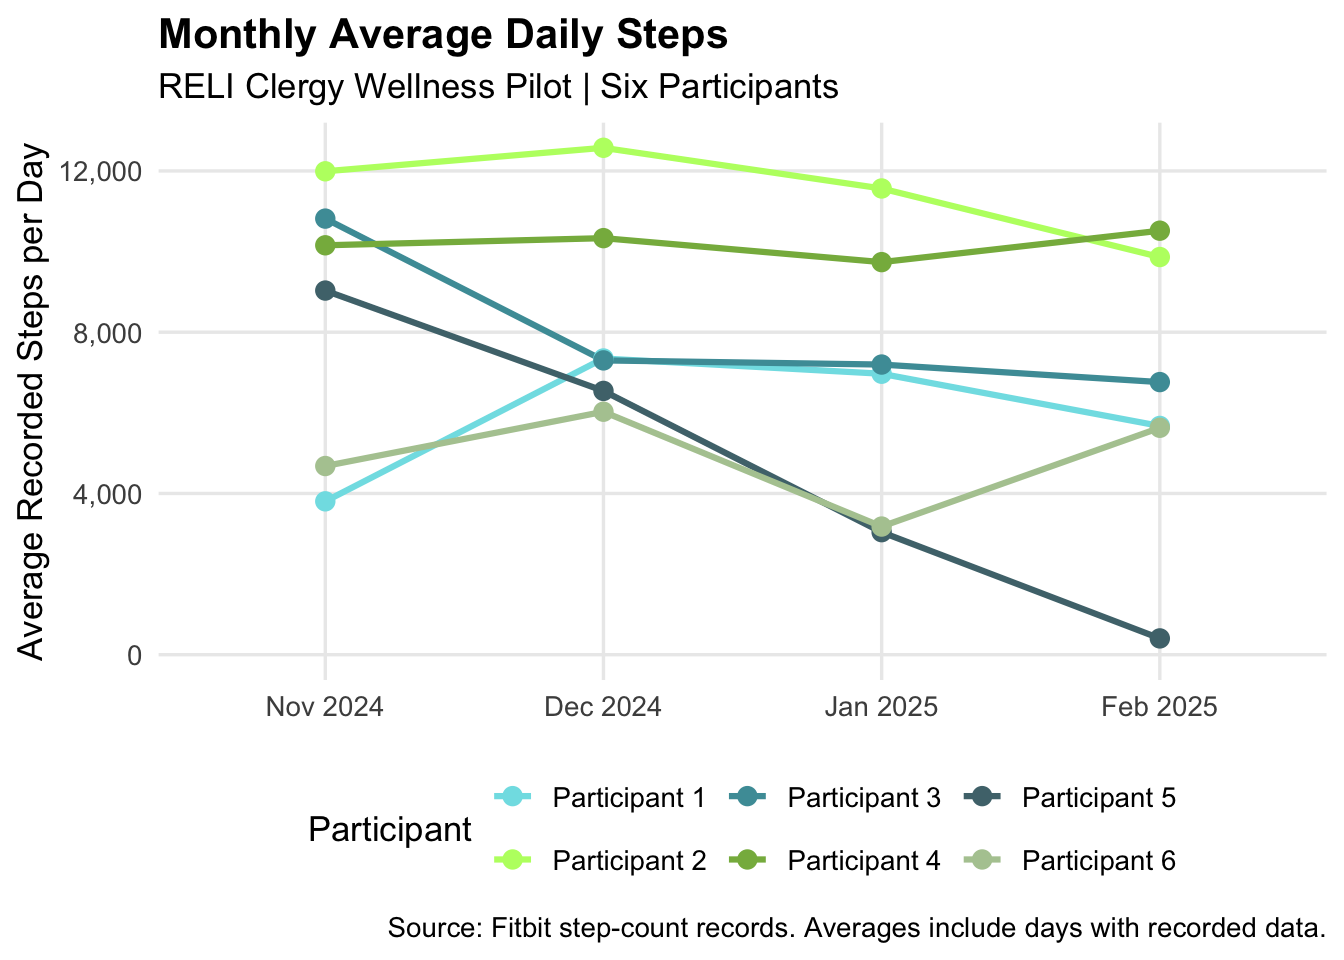 Monthly Average Daily Steps
RELI Clergy Wellness Pilot | Six Participants
Average Recorded Steps per Day
12,000
8,000
4,000
0
Nov 2024 Dec 2024 Jan 2025 Feb 2025
Participant
Participant 1 Participant 3 Participant 5
Participant 2 Participant 4 Participant 6
Source: Fitbit step-count records. Averages include days with recorded data.